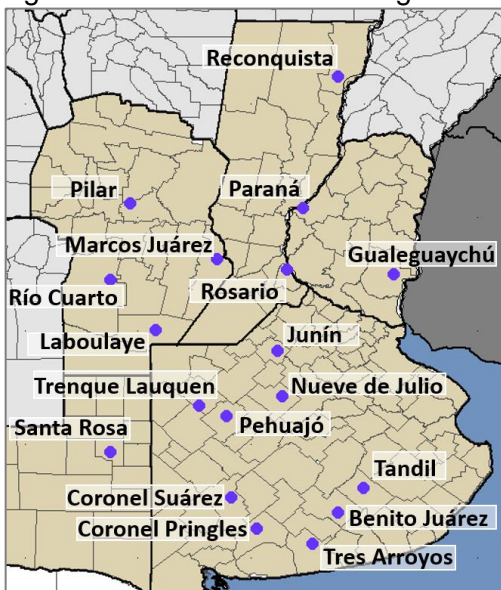 Reconquista
Pilar
Paraná
Marcos Juárez
Gualeguaychú
Río Cuarto
Rosario
Laboulaye
Junín
Trenque Lauquen
Nueve de Julio
Pehuajó
Santa Rosa
Tandil
Coronel Suárez
Benito Juárez
Coronel Pringles
Tres Arroyos